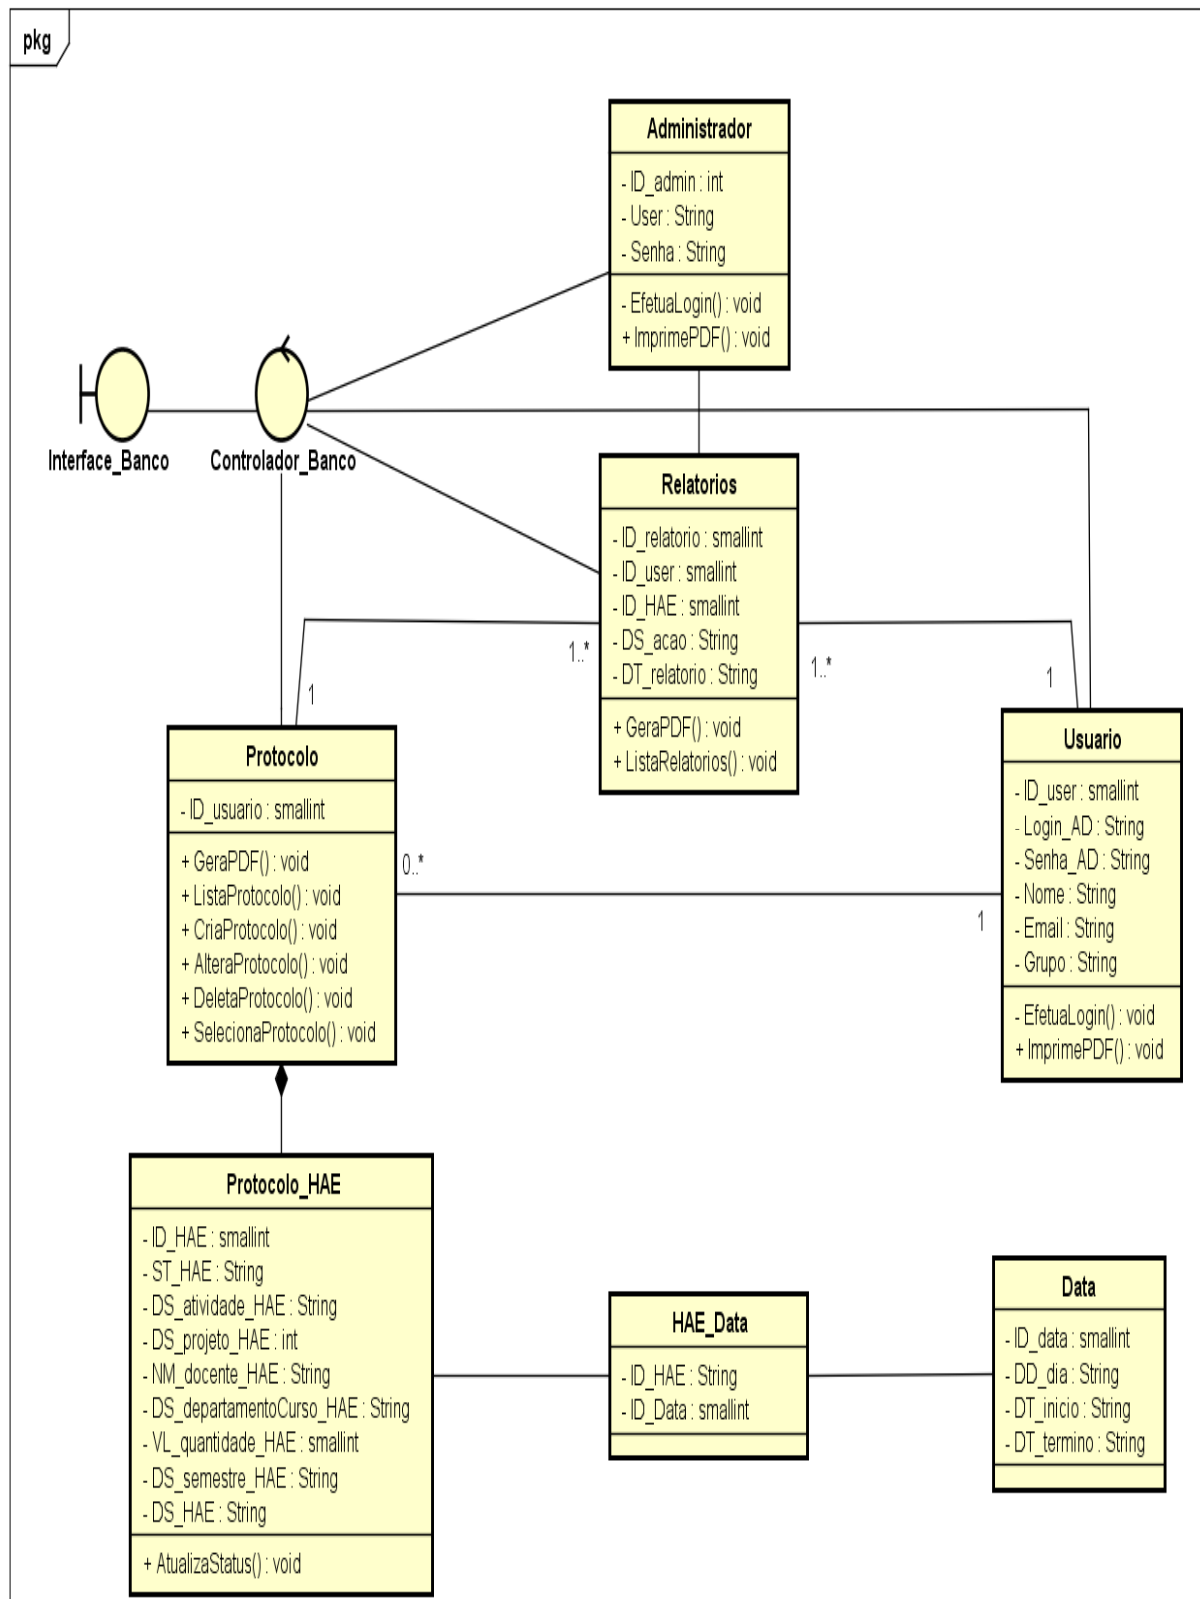 pkg
Administrador
- ID_admin : int
- User : String
- Senha : String
- EfetuaLogin() : void
+ ImprimePDF() : void
Interface_Banco
Controlador_Banco
Relatorios
- ID_relatorio : smallint
- ID_user : smallint
- ID_HAE : smallint
- DS_acao : String
- DT_relatorio : String
+ GeraPDF() : void
+ ListaRelatorios() : void
1..*
1
1..*
1
Protocolo
- ID_usuario : smallint
+ GeraPDF() : void
+ ListaProtocolo() : void
+ CriaProtocolo() : void
+ AlteraProtocolo() : void
+ DeletaProtocolo() : void
+ SelecionaProtocolo() : void
0..*
1
Usuario
- ID_user : smallint
- Login_AD : String
- Senha_AD : String
- Nome : String
- Email : String
- Grupo : String
- EfetuaLogin() : void
+ ImprimePDF() : void
Protocolo_HAE
- ID_HAE : smallint
- ST_HAE : String
- DS_atividade_HAE : String
- DS_projeto_HAE : int
- NM_docente_HAE : String
- DS_departamentoCurso_HAE : String
- VL_quantidade_HAE : smallint
- DS_semestre_HAE : String
- DS_HAE : String
+ AtualizaStatus() : void
HAE_Data
- ID_HAE : String
- ID_Data : smallint
Data
- ID_data : smallint
- DD_dia : String
- DT_inicio : String
- DT_termino : String